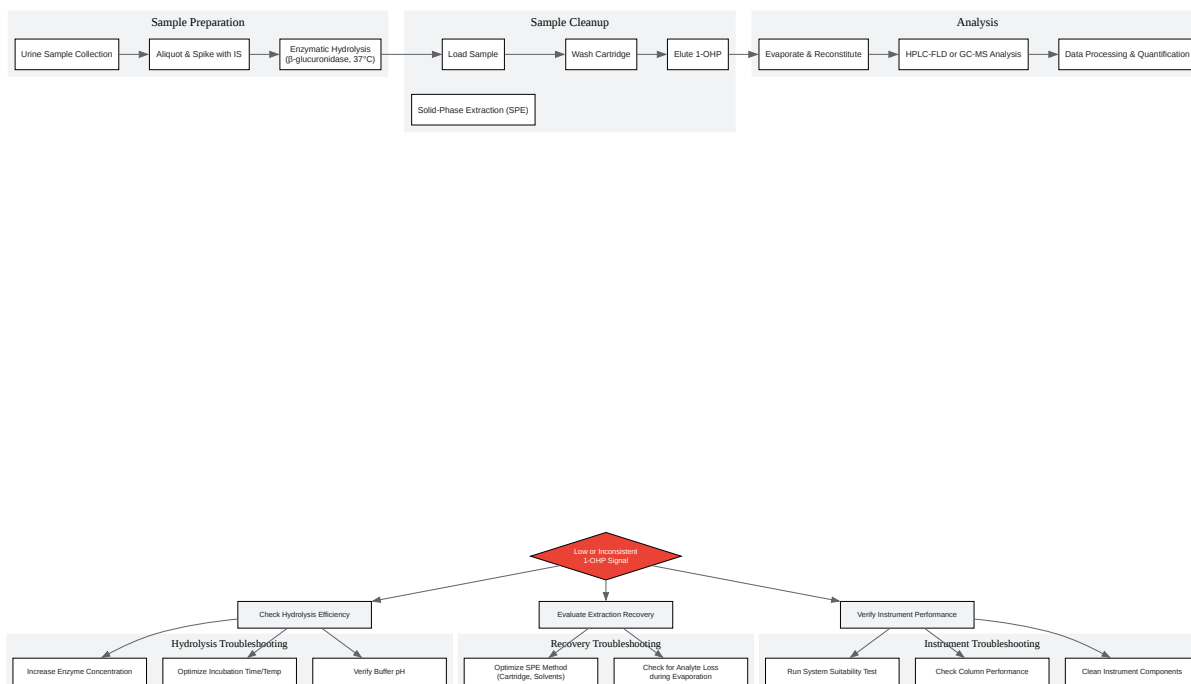 Sample Preparation
Sample Cleanup
Analysis
Urine Sample Collection
Aliquot & Spike with IS
Enzymatic Hydrolysis
(β-glucuronidase, 37°C)
Load Sample
Wash Cartridge
Elute 1-OHP
Evaporate & Reconstitute
HPLC-FLD or GC-MS Analysis
Data Processing & Quantification
Solid-Phase Extraction (SPE)
Low or Inconsistent
1-OHP Signal
Check Hydrolysis Efficiency
Evaluate Extraction Recovery
Verify Instrument Performance
Hydrolysis Troubleshooting
Recovery Troubleshooting
Instrument Troubleshooting
Increase Enzyme Concentration
Optimize Incubation Time/Temp
Verify Buffer pH
Optimize SPE Method
(Cartridge, Solvents)
Check for Analyte Loss
during Evaporation
Run System Suitability Test
Check Column Performance
Clean Instrument Components